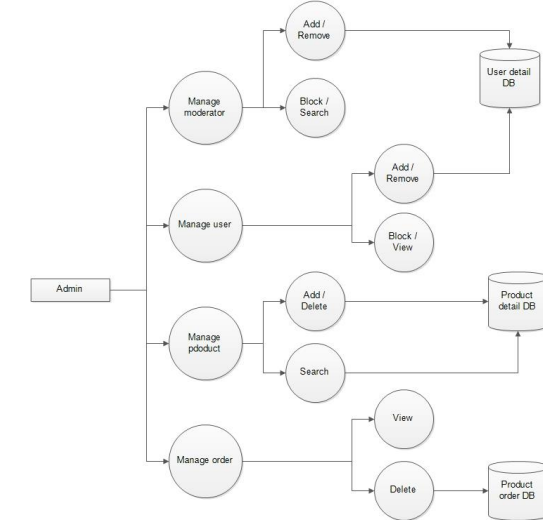 Add /
Remove
User detail
DB
Manage
moderator
Block /
Search
Add /
Remove
Manage user
Block /
View
Admin
Add /
Delete
Product
detail DB
Manage
pdoduct
Search
View
Manage order
Delete
Product
order DB